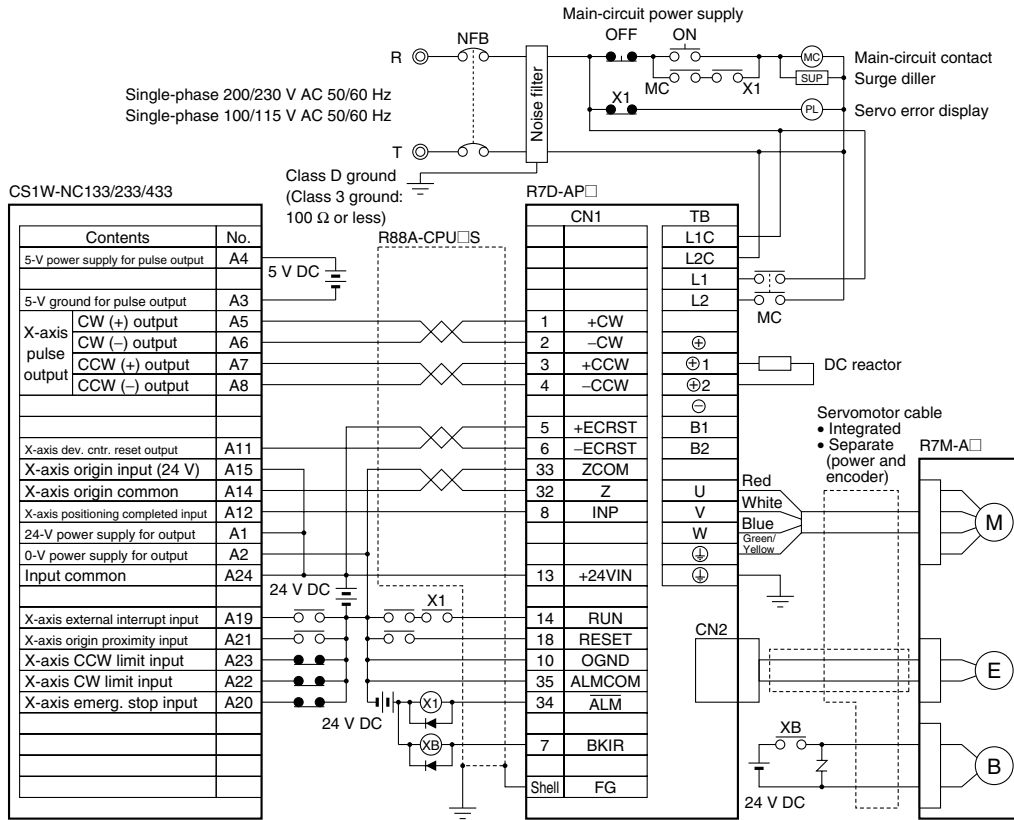 Main-circuit power supply
OFF ON
NFB
R
MC
Main-circuit contact
SUP
Surge diller
MC X1
X1
PL
Servo error display
Noise filter
Single-phase 200/230 V AC 50/60 Hz
Single-phase 100/115 V AC 50/60 Hz
T
Class D ground
(Class 3 ground:
100 Ω or less)
CS1W-NC133/233/433
R7D-AP□
R88A-CPU□S
Contents No.
5-V power supply for pulse output A4
5-V ground for pulse output A3
X-axis pulse output
CW (+) output A5
CW (−) output A6
CCW (+) output A7
CCW (−) output A8
X-axis dev. cntr. reset output A11
X-axis origin input (24 V) A15
X-axis origin common A14
X-axis positioning completed input A12
24-V power supply for output A1
0-V power supply for output A2
Input common A24
X-axis external interrupt input A19
X-axis origin proximity input A21
X-axis CCW limit input A23
X-axis CW limit input A22
X-axis emerg. stop input A20
5 V DC
24 V DC
X1
24 V DC
X1
XB
CN1
1 +CW
2 −CW
3 +CCW
4 −CCW
5 +ECRST
6 −ECRST
33 ZCOM
32 Z
8 INP
13 +24VIN
14 RUN
18 RESET
10 OGND
35 ALMCOM
34 ALM
7 BKIR
Shell FG
TB
L1C
L2C
L1
L2
⊕
⊕1
⊕2
⊖
B1
B2
U
V
W
MC
DC reactor
Red
White
Blue
Green/
Yellow
Servomotor cable
• Integrated
• Separate
(power and
encoder)
R7M-A□
M
CN2
E
XB
24 V DC
B